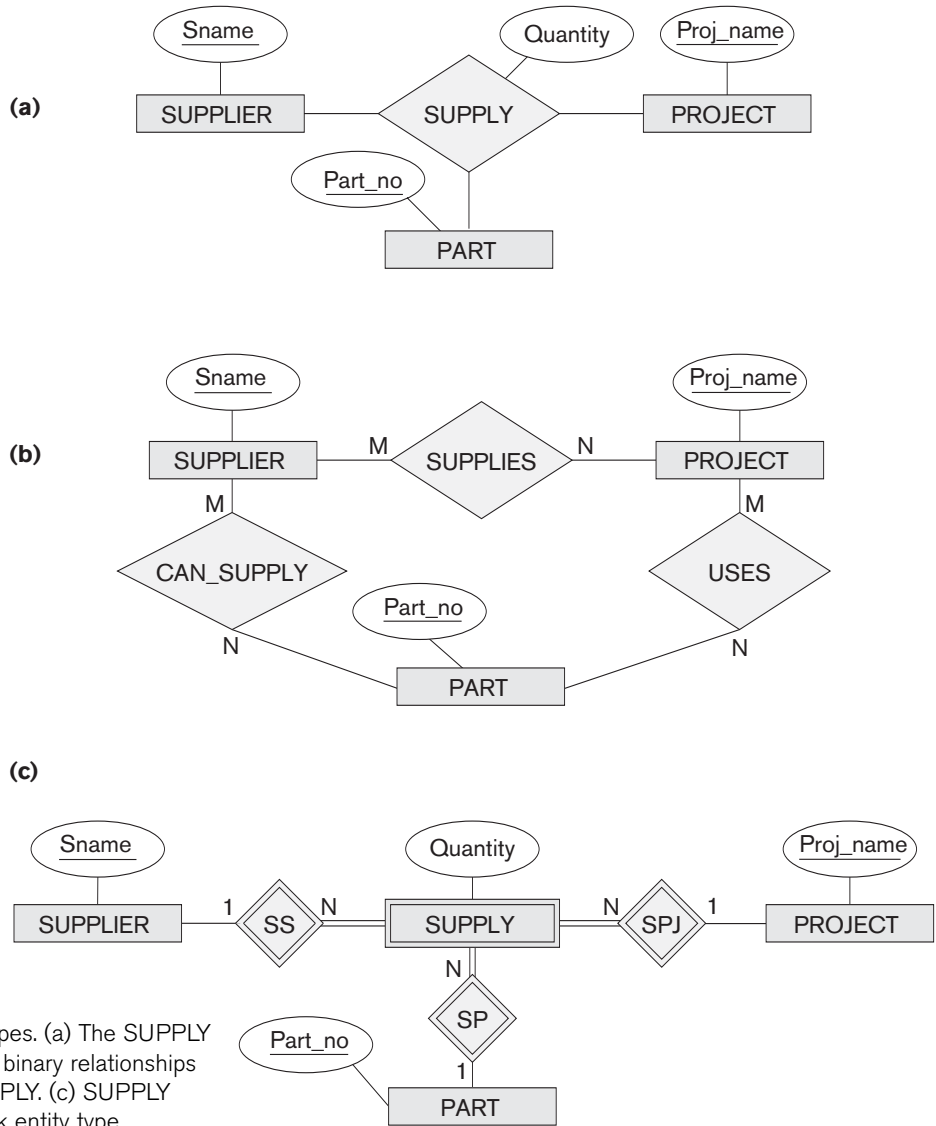 (a)
Sname
Quantity
Proj_name
SUPPLIER
SUPPLY
PROJECT
Part_no
PART
(b)
Sname
Proj_name
SUPPLIER
M
SUPPLIES
N
PROJECT
M
M
CAN_SUPPLY
USES
Part_no
N
N
PART
(c)
Sname
Quantity
Proj_name
SUPPLIER
1
SS
N
SUPPLY
N
SPJ
1
PROJECT
N
SP
Part_no
1
PART
pes. (a) The SUPPLY
binary relationships
PLY. (c) SUPPLY
k entity type